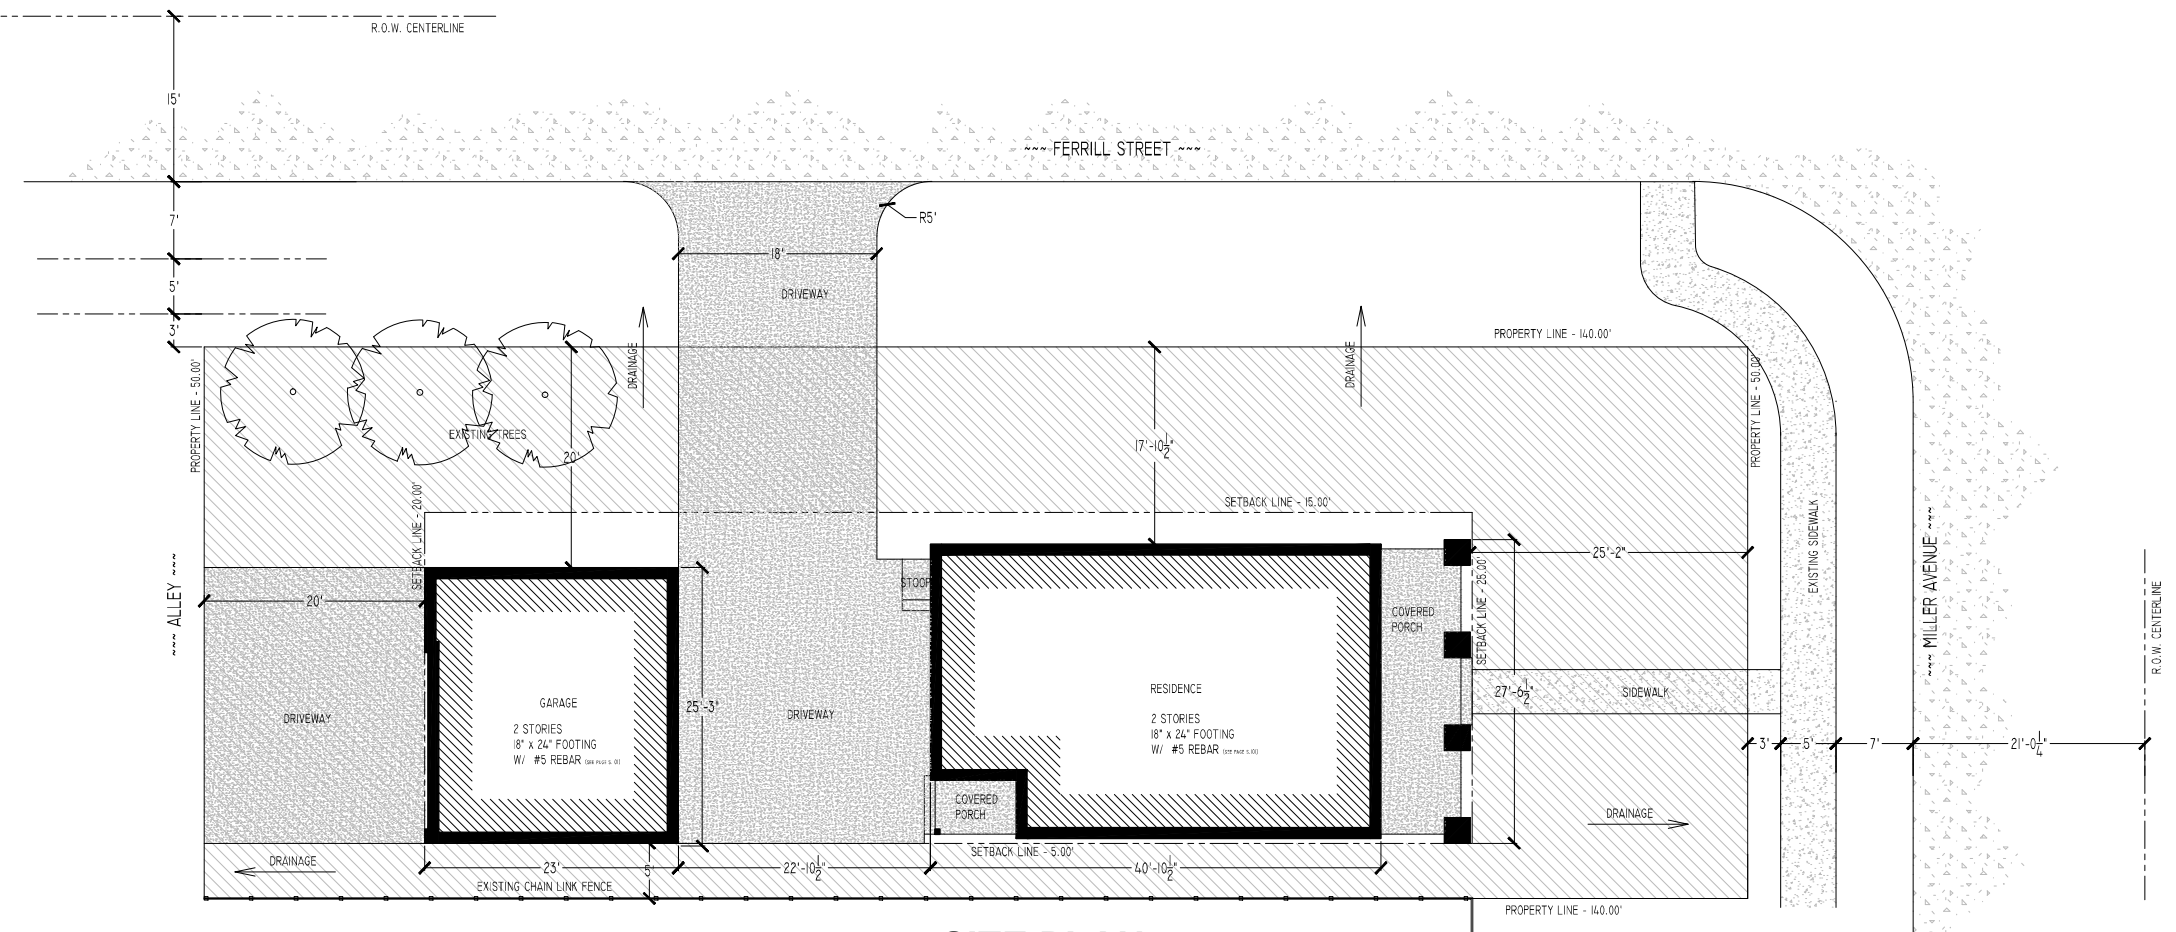 R.O.W. CENTERLINE
15'
~~~ FERRILL STREET ~~~
7'
R5'
18'
DRIVEWAY
5'
3'
PROPERTY LINE - 140.00'
DRAINAGE
DRAINAGE
PROPERTY LINE - 50.00'
PROPERTY LINE - 50.00'
EXISTING TREES
20'
17'-10 1/2"
SETBACK LINE - 20.00'
SETBACK LINE - 15.00'
EXISTING SIDEWALK
~~~ MILLER AVENUE ~~~
R.O.W. CENTERLINE
~~~ ALLEY ~~~
20'
STOOP
25'-2"
SETBACK LINE - 25.00'
COVERED
PORCH
27'-6 1/2"
SIDEWALK
DRIVEWAY
GARAGE
2 STORIES
18" x 24" FOOTING
W/ #5 REBAR
25'-3"
DRIVEWAY
RESIDENCE
2 STORIES
18" x 24" FOOTING
W/ #5 REBAR (SEE PAGE S.101)
3'
5'
7'
21'-0 1/4"
COVERED
PORCH
DRAINAGE
DRAINAGE
SETBACK LINE - 5.00'
23'
5'
22'-10 1/2"
40'-10 1/2"
EXISTING CHAIN LINK FENCE
PROPERTY LINE - 140.00'